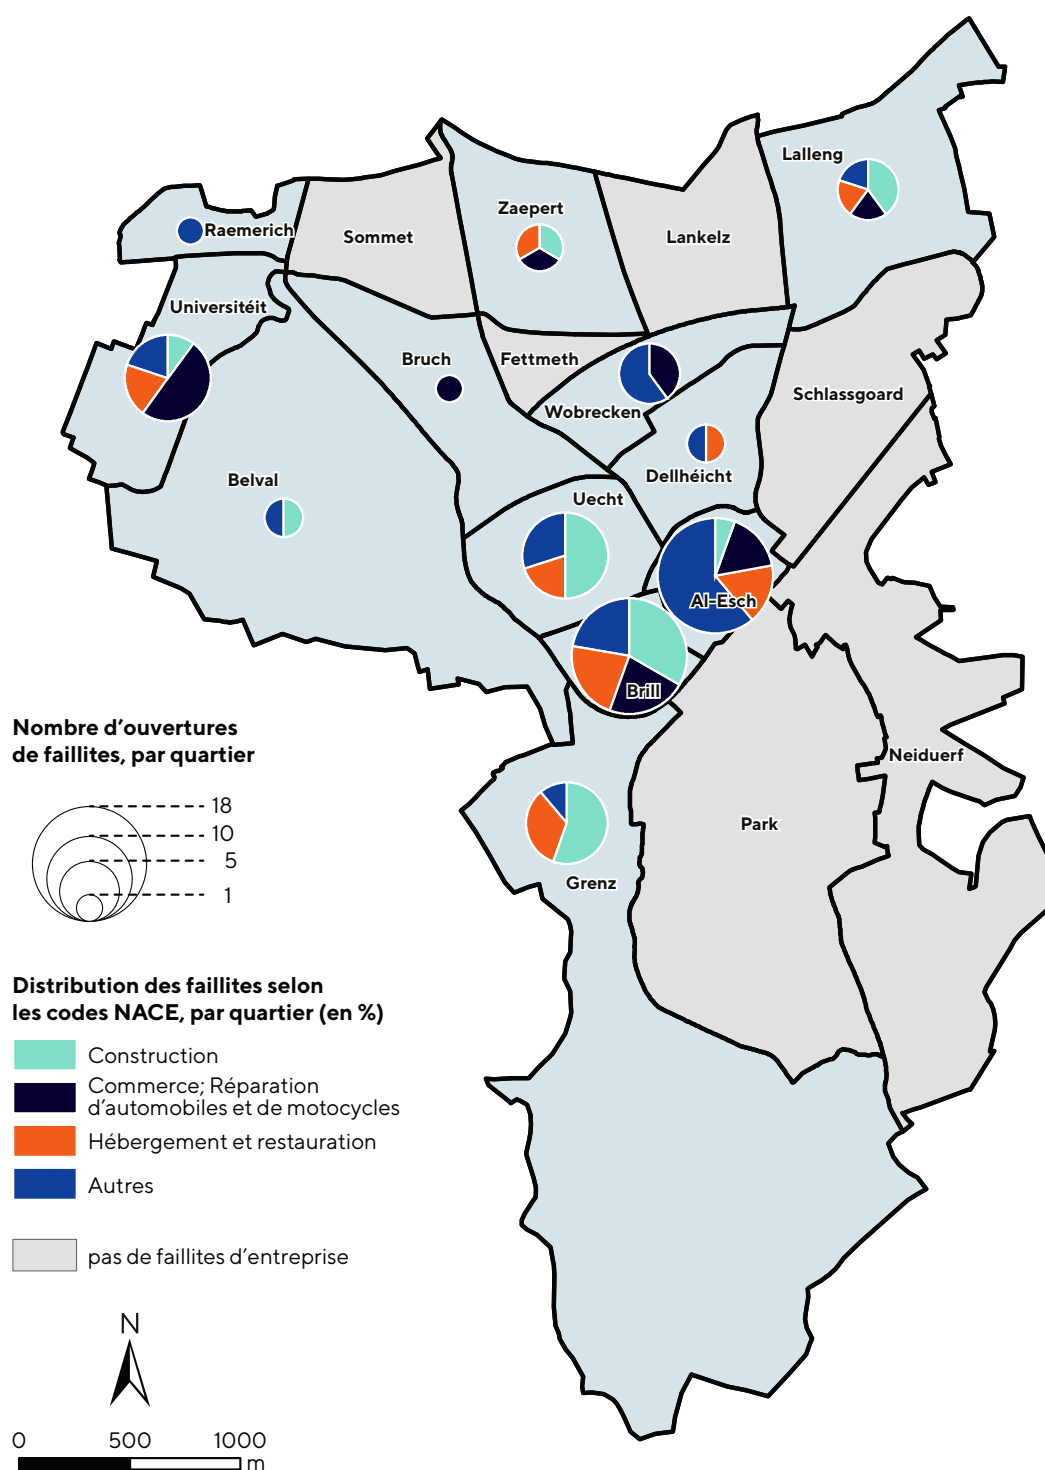 Lalleng
Zaepert
Raemerich
Sommet
Lankelz
Universitéit
Bruch
Fettmeth
Schlassgoard
Wobrecken
Belval
Dellhéicht
Uecht
Al-Esch
Brill
Neiduerf
Park
Grenz
Nombre d’ouvertures
de faillites, par quartier
18
10
5
1
Distribution des faillites selon
les codes NACE, par quartier (en %)
Construction
Commerce; Réparation
d’automobiles et de motocycles
Hébergement et restauration
Autres
pas de faillites d’entreprise
N
0 500 1000
m